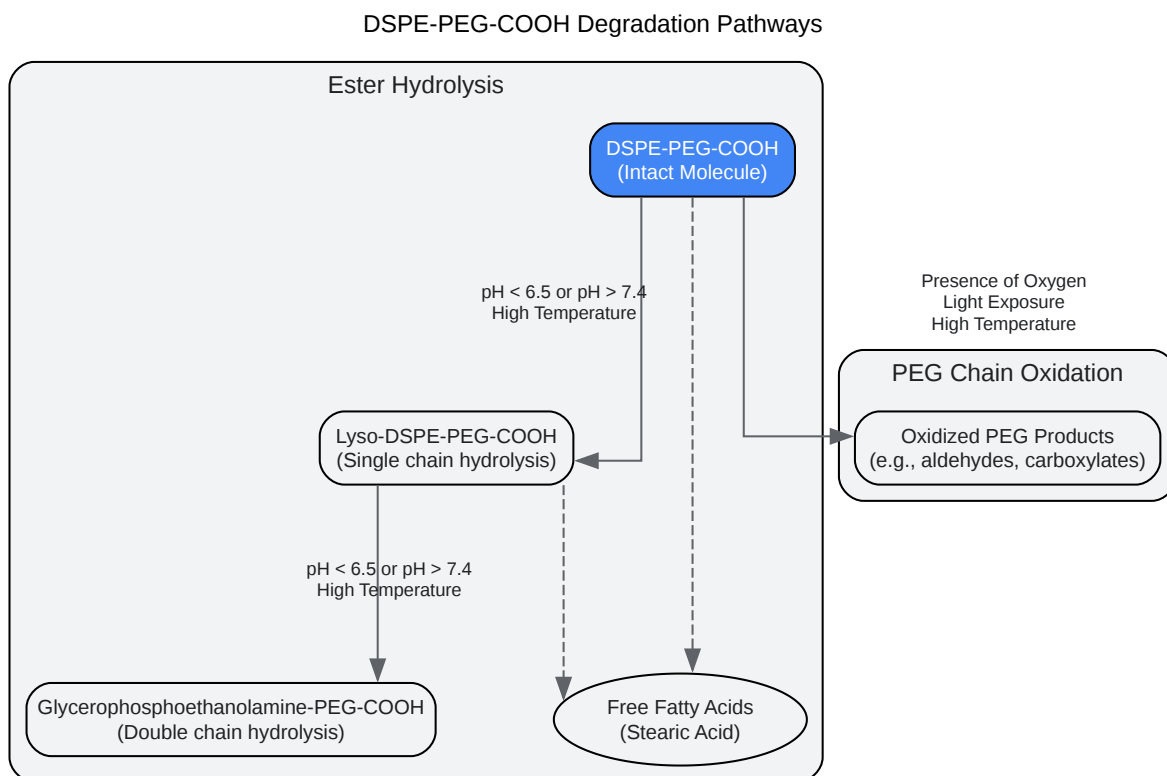 DSPE-PEG-COOH Degradation Pathways
Ester Hydrolysis
DSPE-PEG-COOH
(Intact Molecule)
pH < 6.5 or pH > 7.4
High Temperature
Presence of Oxygen
Light Exposure
High Temperature
PEG Chain Oxidation
Lyso-DSPE-PEG-COOH
(Single chain hydrolysis)
Oxidized PEG Products
(e.g., aldehydes, carboxylates)
pH < 6.5 or pH > 7.4
High Temperature
Glycerophosphoethanolamine-PEG-COOH
(Double chain hydrolysis)
Free Fatty Acids
(Stearic Acid)